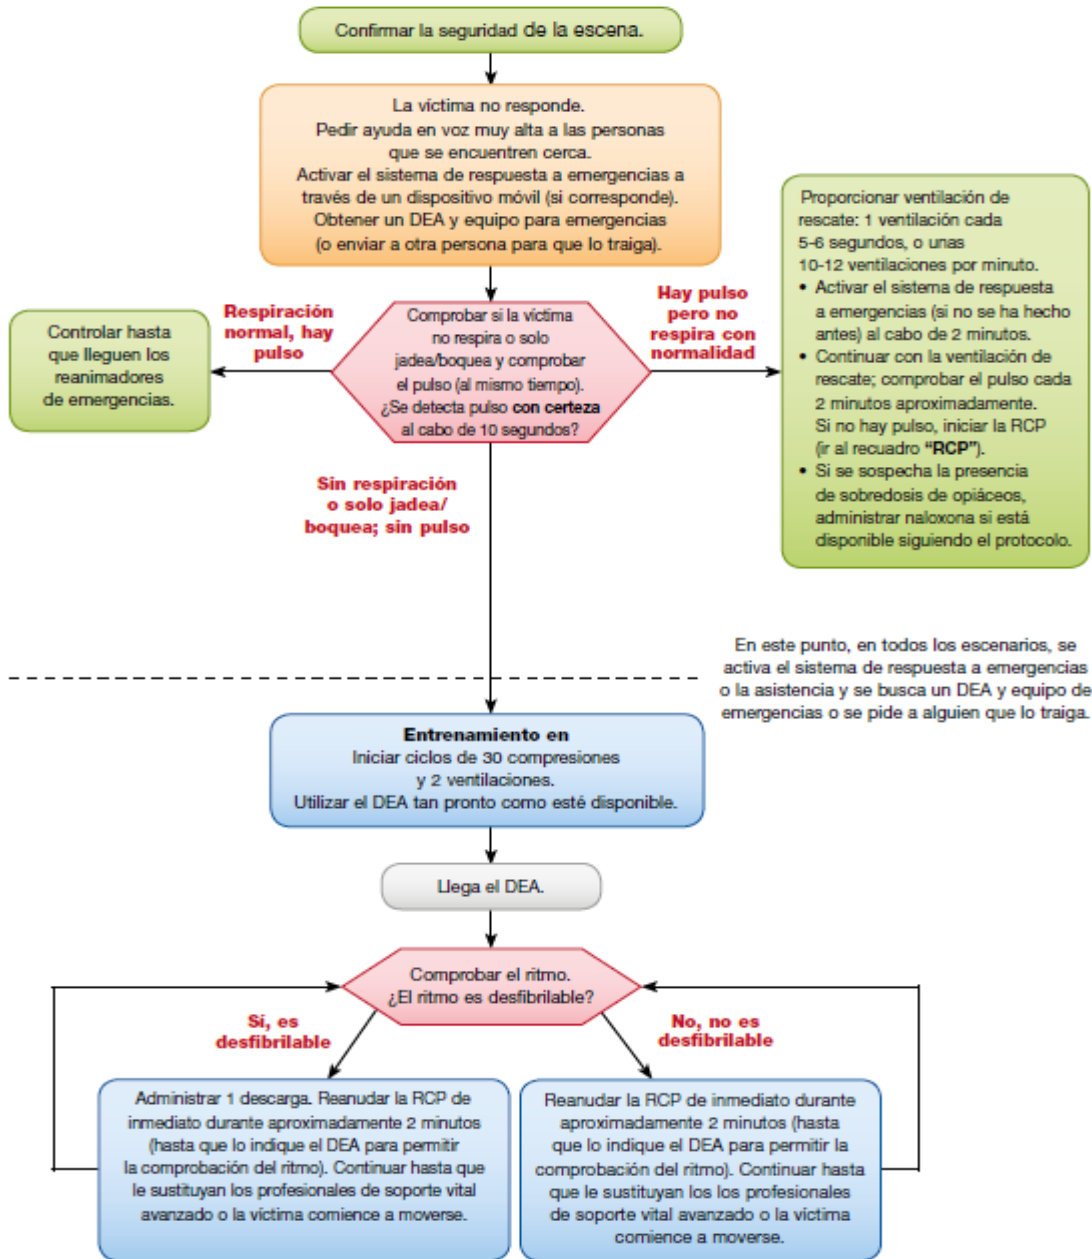 Confirmar la seguridad de la escena.
La víctima no responde.
Pedir ayuda en voz muy alta a las personas
que se encuentren cerca.
Activar el sistema de respuesta a emergencias a
través de un dispositivo móvil (si corresponde).
Obtener un DEA y equipo para emergencias
(o enviar a otra persona para que lo traiga).
Respiración
normal, hay
pulso
Controlar hasta
que lleguen los
reanimadores
de emergencias.
Comprobar si la víctima
no respira o solo
jadea/boquea y comprobar
el pulso (al mismo tiempo).
¿Se detecta pulso con certeza
al cabo de 10 segundos?
Hay pulso
pero no
respira con
normalidad
Proporcionar ventilación de
rescate: 1 ventilación cada
5-6 segundos, o unas
10-12 ventilaciones por minuto.
• Activar el sistema de respuesta
a emergencias (si no se ha hecho
antes) al cabo de 2 minutos.
• Continuar con la ventilación de
rescate; comprobar el pulso cada
2 minutos aproximadamente.
Si no hay pulso, iniciar la RCP
(ir al recuadro “RCP”).
• Si se sospecha la presencia
de sobredosis de opiáceos,
administrar naloxona si está
disponible siguiendo el protocolo.
Sin respiración
o solo jadea/
boquea; sin pulso
En este punto, en todos los escenarios, se
activa el sistema de respuesta a emergencias
o la asistencia y se busca un DEA y equipo de
emergencias o se pide a alguien que lo traiga.
Entrenamiento en
Iniciar ciclos de 30 compresiones
y 2 ventilaciones.
Utilizar el DEA tan pronto como esté disponible.
Llega el DEA.
Comprobar el ritmo.
¿El ritmo es desfibrilable?
Sí, es
desfibrilable
No, no es
desfibrilable
Administrar 1 descarga. Reanudar la RCP de
inmediato durante aproximadamente 2 minutos
(hasta que lo indique el DEA para permitir
la comprobación del ritmo). Continuar hasta que
le sustituyan los profesionales de soporte vital
avanzado o la víctima comience a moverse.
Reanudar la RCP de inmediato durante
aproximadamente 2 minutos (hasta
que lo indique el DEA para permitir la
comprobación del ritmo). Continuar hasta
que le sustituyan los los profesionales
de soporte vital avanzado o la víctima
comience a moverse.